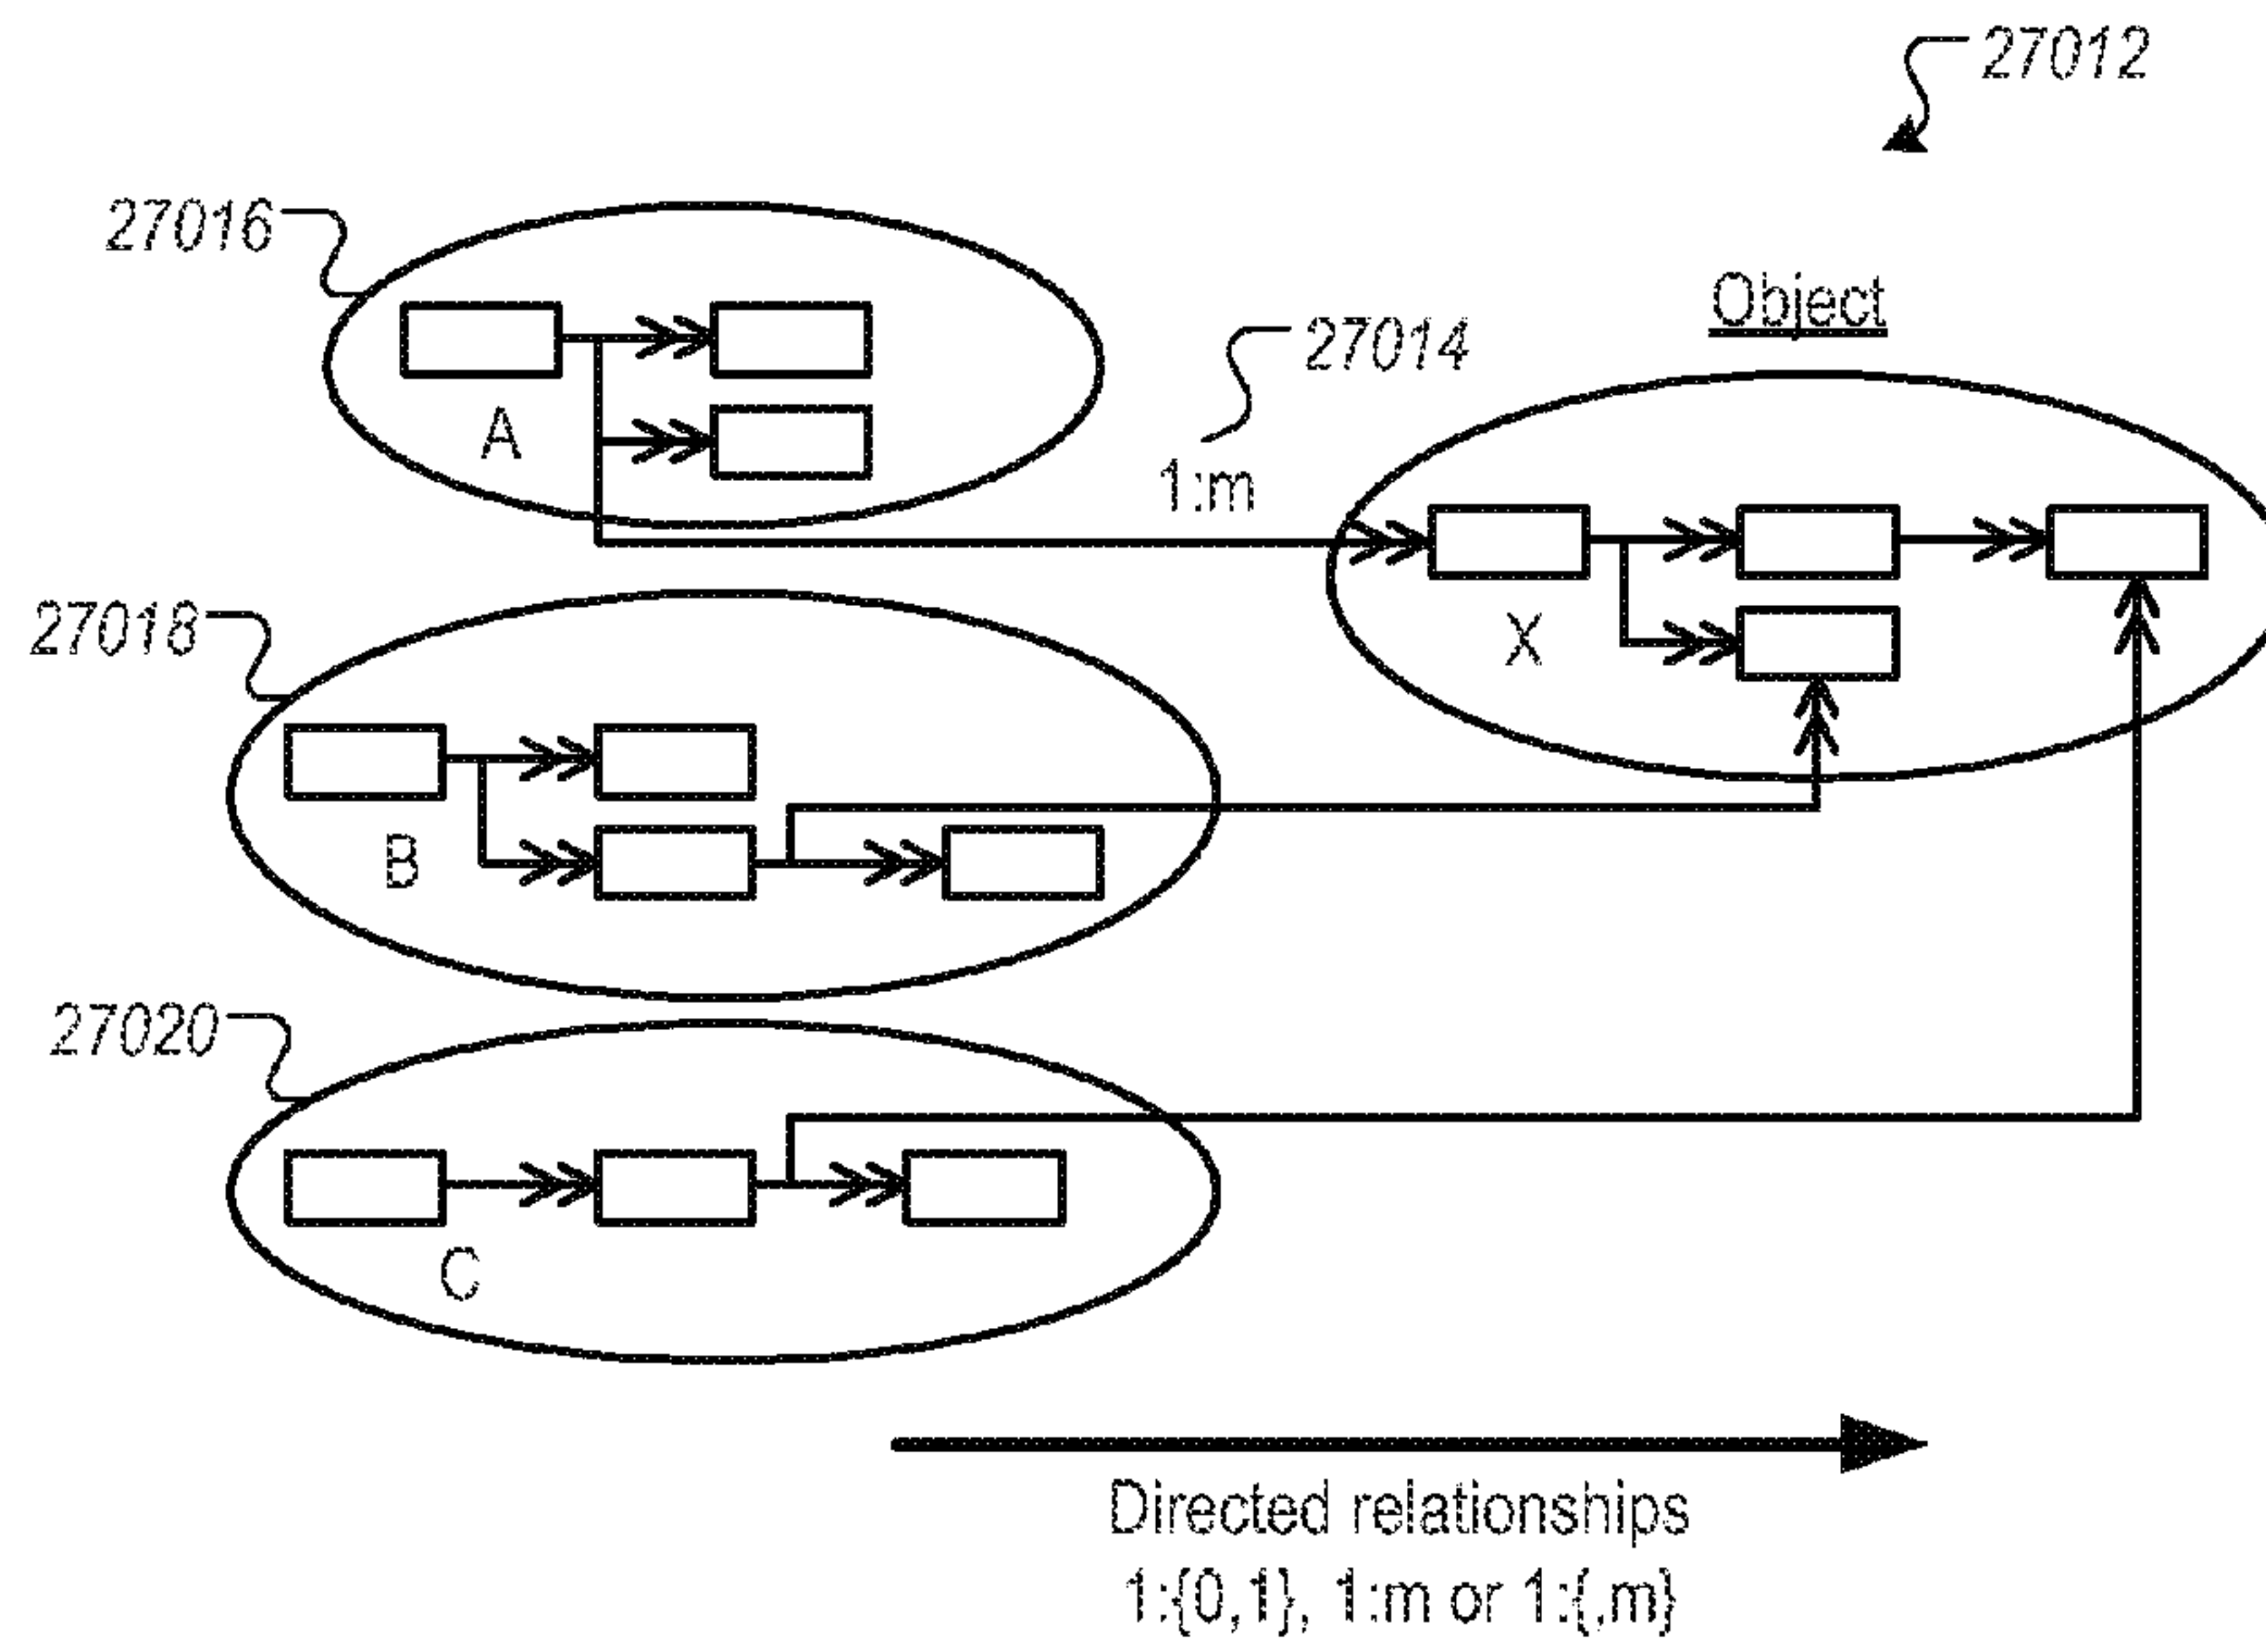 27012
27016
Object
27014
A
1:m
27018
X
B
27020
C
Directed relationships
1:{0,1}, 1:m or 1:{,m}